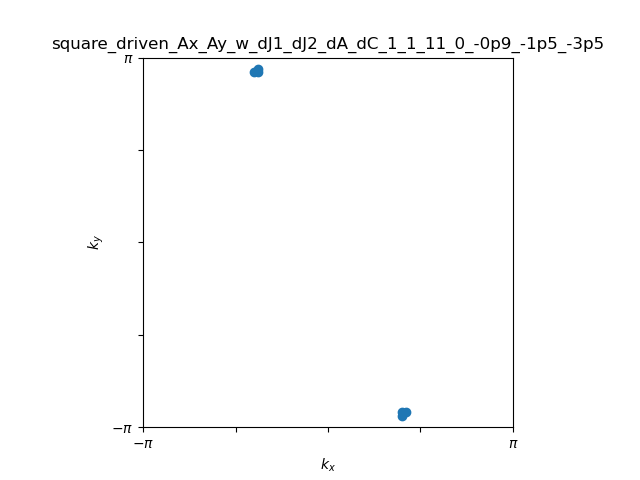 square_driven_Ax_Ay_w_dJ1_dJ2_dA_dC_1_1_11_0_-0p9_-1p5_-3p5
π
k_y
−π
−π
π
k_x